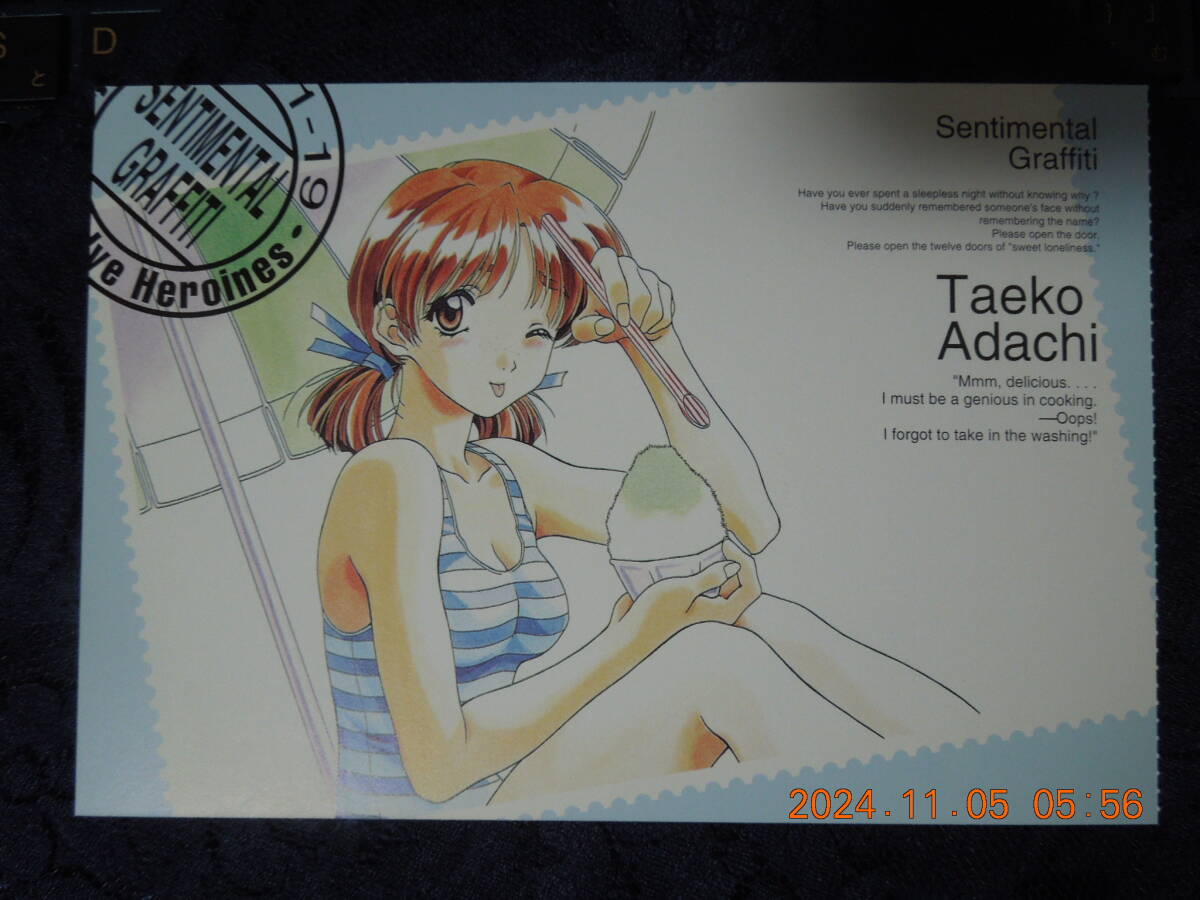 D
と
SENTIMENTAL
GRAFFITI
1-19
ve Heroines •
Sentimental
Graffiti
Have you ever spent a sleepless night without knowing why ?
Have you suddenly remembered someone's face without
remembering the name?
Please open the door,
Please open the twelve doors of "sweet loneliness."
Taeko
Adachi
"Mmm, delicious. . . .
I must be a genious in cooking.
—Oops!
I forgot to take in the washing!"
2024.11.05 05:56